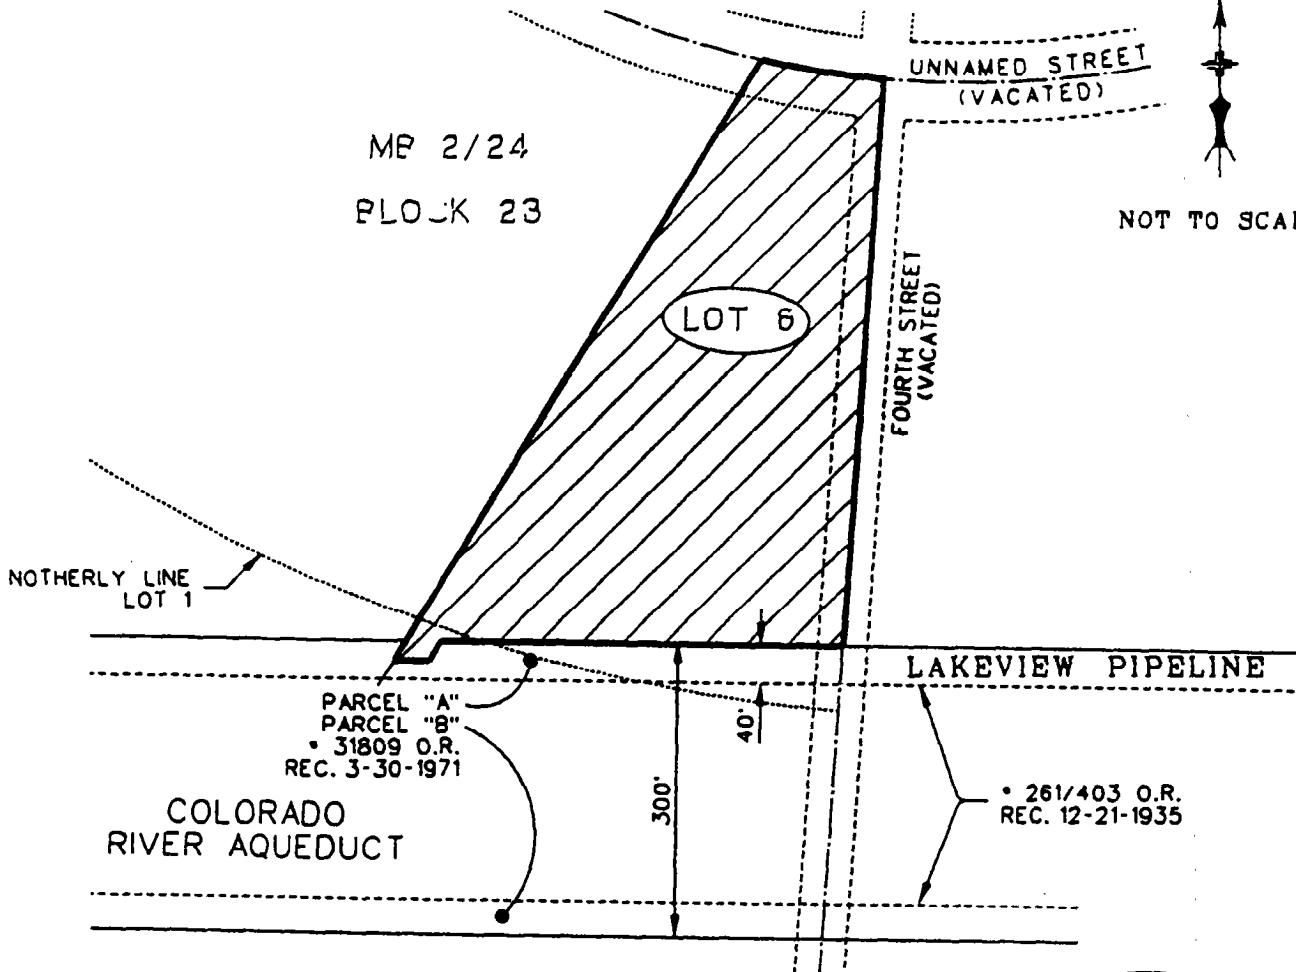 UNNAMED STREET
(VACATED)
MB 2/24
BLOCK 23
NOT TO SCAL
LOT 6
FOURTH STREET
(VACATED)
NOTHERLY LINE
LOT 1
LAKEVIEW PIPELINE
PARCEL "A"
PARCEL "B"
* 31809 O.R.
REC. 3-30-1971
40'
300'
* 261/403 O.R.
REC. 12-21-1935
COLORADO
RIVER AQUEDUCT